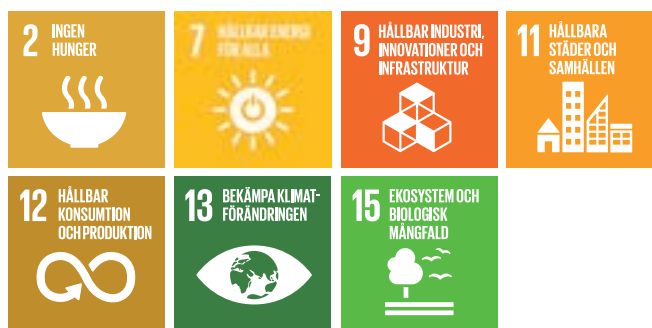 2 INGEN
HUNGER
7 HÅLLBAR ENERGI
FÖR ALLA
9 HÅLLBAR INDUSTRI,
INNOVATIONER OCH
INFRASTRUKTUR
11 HÅLLBARA
STÄDER OCH
SAMHÄLLEN
12 HÅLLBAR
KONSUMTION
OCH PRODUKTION
13 BEKÄMPA KLIMAT-
FÖRÄNDRINGEN
15 EKOSYSTEM OCH
BIOLOGISK
MÅNGFALD